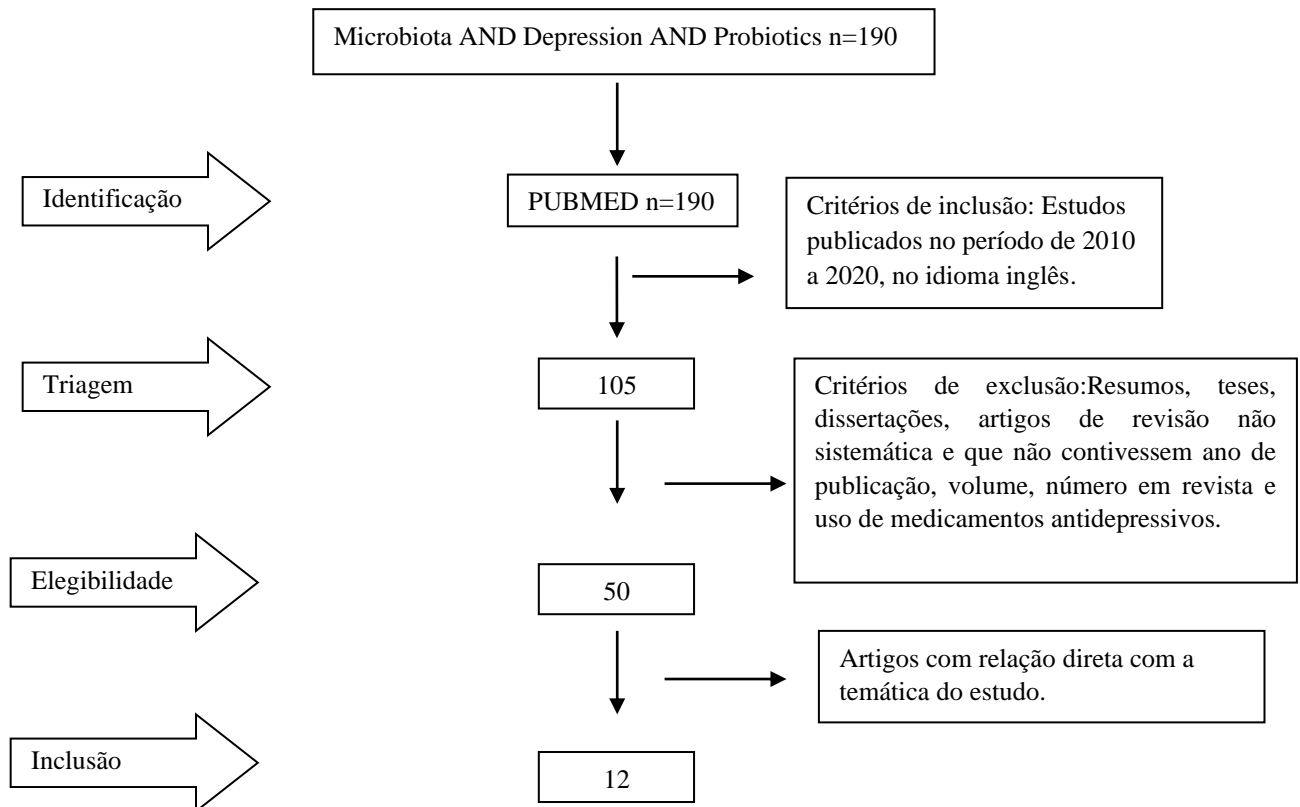 Microbiota AND Depression AND Probiotics n=190
Identificação
PUBMED n=190
Critérios de inclusão: Estudos
publicados no período de 2010
a 2020, no idioma inglês.
Triagem
105
Critérios de exclusão:Resumos, teses,
dissertações, artigos de revisão não
sistemática e que não contivessem ano de
publicação, volume, número em revista e
uso de medicamentos antidepressivos.
Elegibilidade
50
Artigos com relação direta com a
temática do estudo.
Inclusão
12